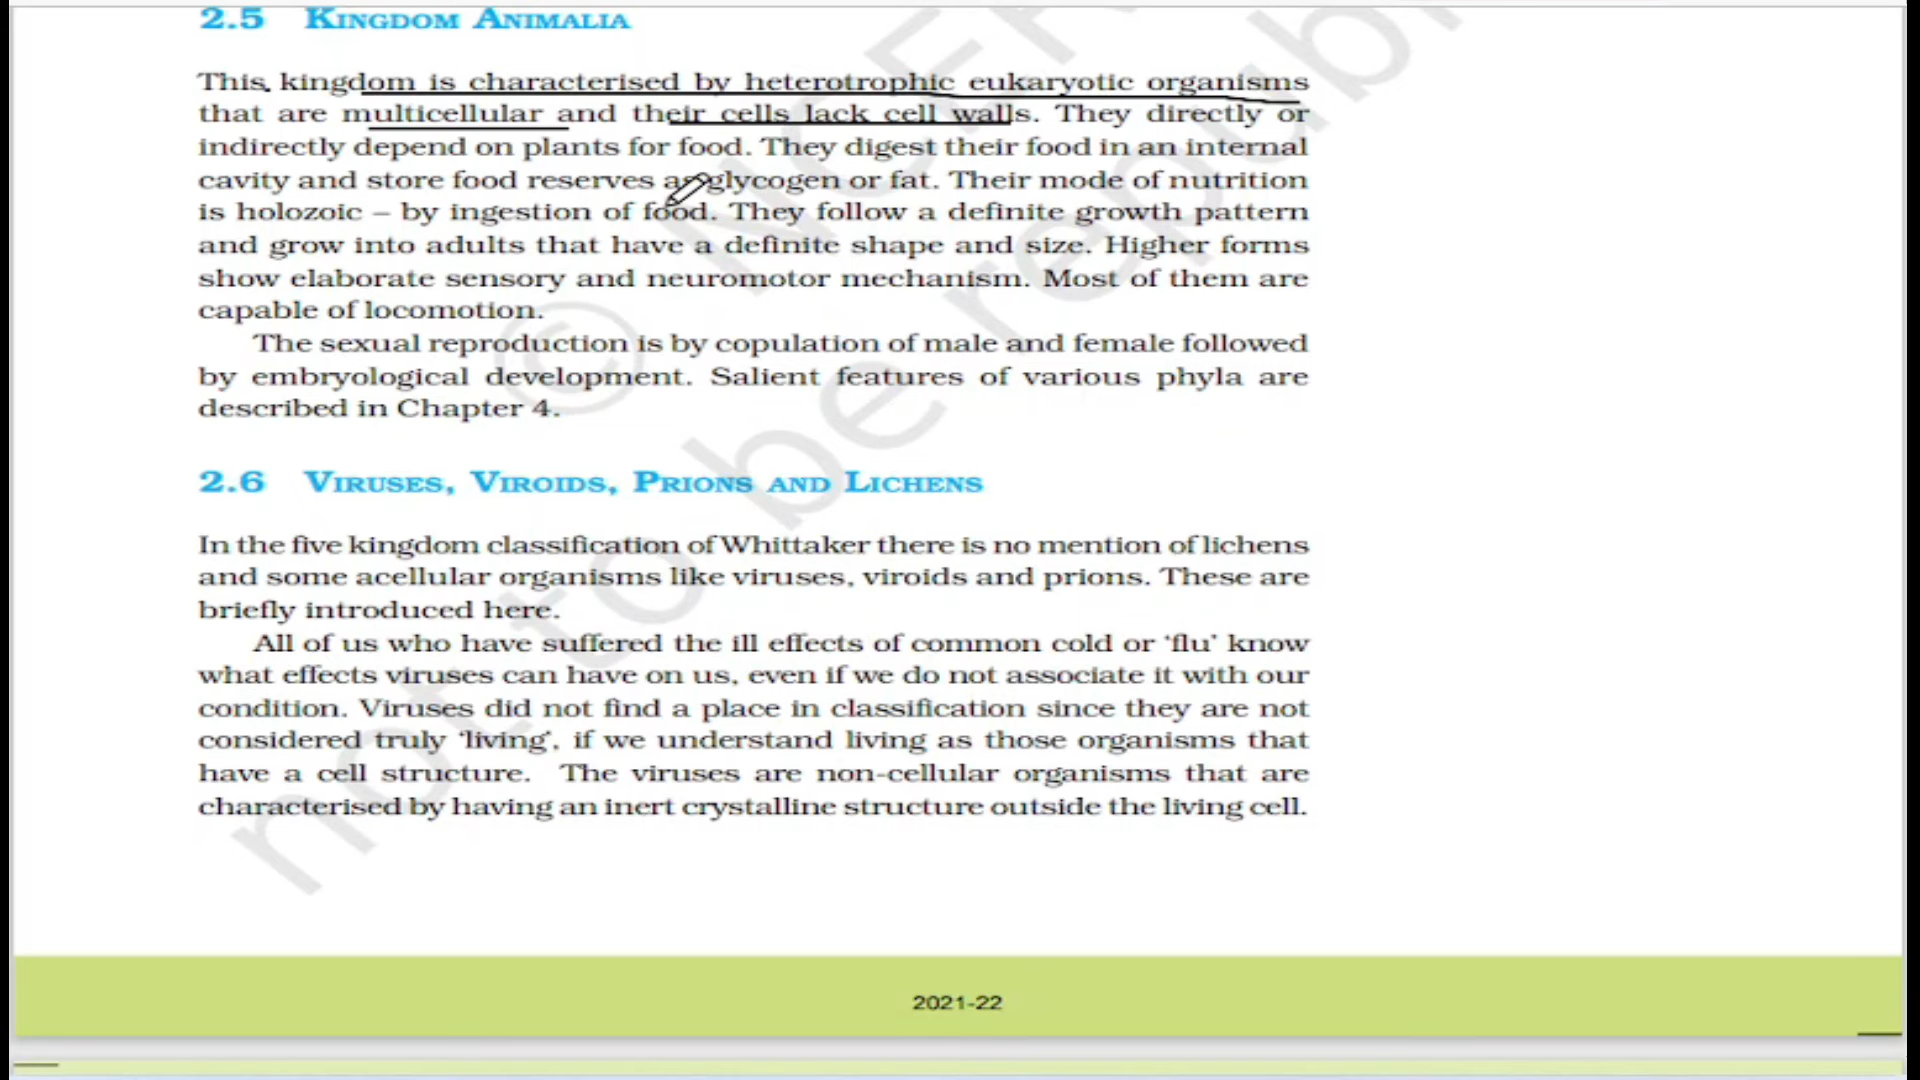 2.5 KINGDOM ANIMALIA
This kingdom is characterised by heterotrophic eukaryotic organisms
that are multicellular and their cells lack cell walls. They directly or
indirectly depend on plants for food. They digest their food in an internal
cavity and store food reserves as glycogen or fat. Their mode of nutrition
is holozoic – by ingestion of food. They follow a definite growth pattern
and grow into adults that have a definite shape and size. Higher forms
show elaborate sensory and neuromotor mechanism. Most of them are
capable of locomotion.
The sexual reproduction is by copulation of male and female followed
by embryological development. Salient features of various phyla are
described in Chapter 4.
2.6 VIRUSES, VIROIDS, PRIONS AND LICHENS
In the five kingdom classification of Whittaker there is no mention of lichens
and some acellular organisms like viruses, viroids and prions. These are
briefly introduced here.
All of us who have suffered the ill effects of common cold or ‘flu’ know
what effects viruses can have on us, even if we do not associate it with our
condition. Viruses did not find a place in classification since they are not
considered truly ‘living’, if we understand living as those organisms that
have a cell structure. The viruses are non-cellular organisms that are
characterised by having an inert crystalline structure outside the living cell.
© NCER
not to be republ
2021-22